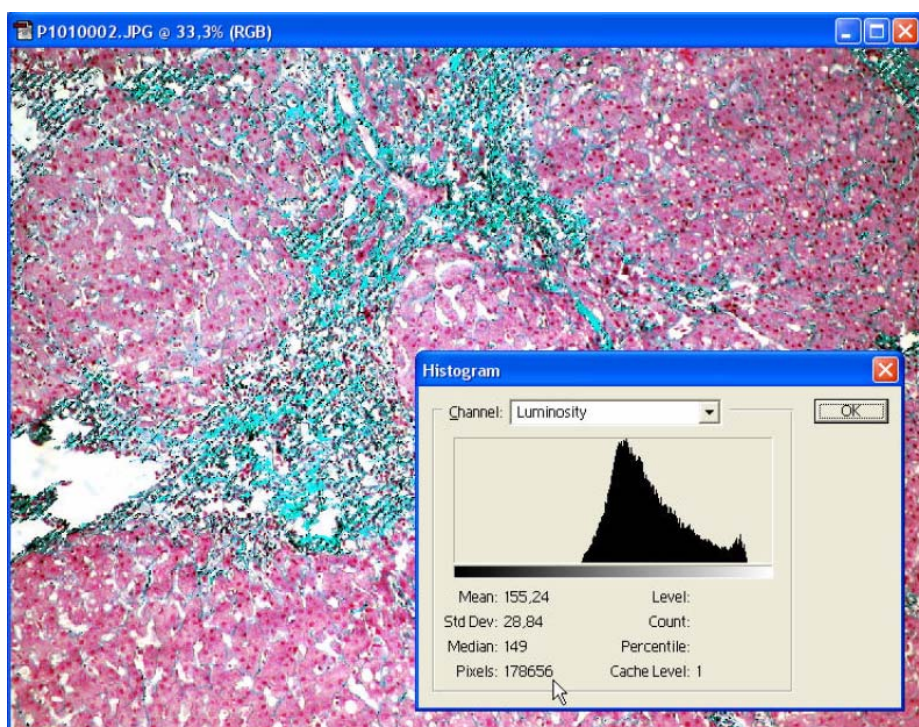 P1010002.JPG @ 33,3% (RGB)
Histogram
Channel: Luminosity
OK
Mean: 155,24 Level:
Std Dev: 28,84 Count:
Median: 149 Percentile:
Pixels: 178656 Cache Level: 1